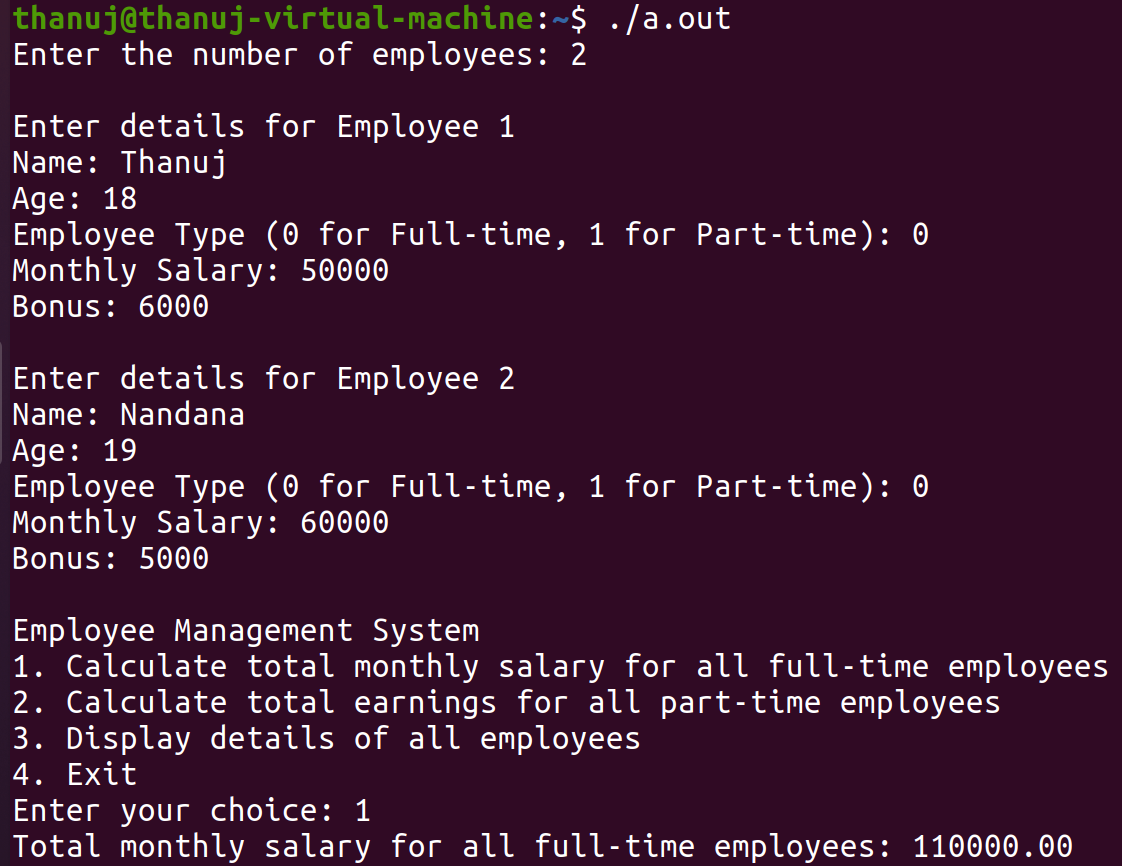 thanuj@thanuj-virtual-machine:~$ ./a.out
Enter the number of employees: 2
Enter details for Employee 1
Name: Thanuj
Age: 18
Employee Type (0 for Full-time, 1 for Part-time): 0
Monthly Salary: 50000
Bonus: 6000
Enter details for Employee 2
Name: Nandana
Age: 19
Employee Type (0 for Full-time, 1 for Part-time): 0
Monthly Salary: 60000
Bonus: 5000
Employee Management System
1. Calculate total monthly salary for all full-time employees
2. Calculate total earnings for all part-time employees
3. Display details of all employees
4. Exit
Enter your choice: 1
Total monthly salary for all full-time employees: 110000.00